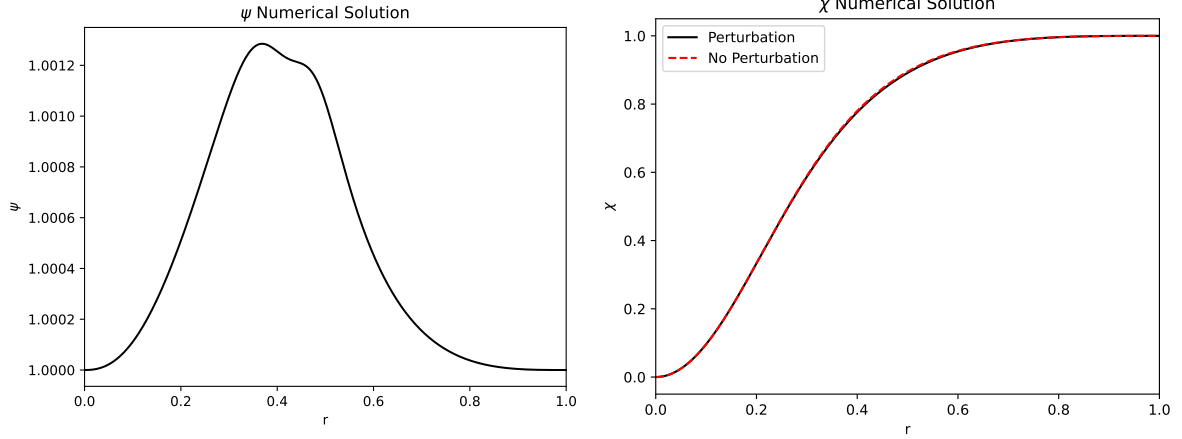 ψ Numerical Solution
1.0012
1.0010
1.0008
1.0006
1.0004
1.0002
1.0000
ψ
0.0 0.2 0.4 0.6 0.8 1.0
r
χ Numerical Solution
Perturbation
No Perturbation
1.0
0.8
0.6
0.4
0.2
0.0
χ
0.0 0.2 0.4 0.6 0.8 1.0
r